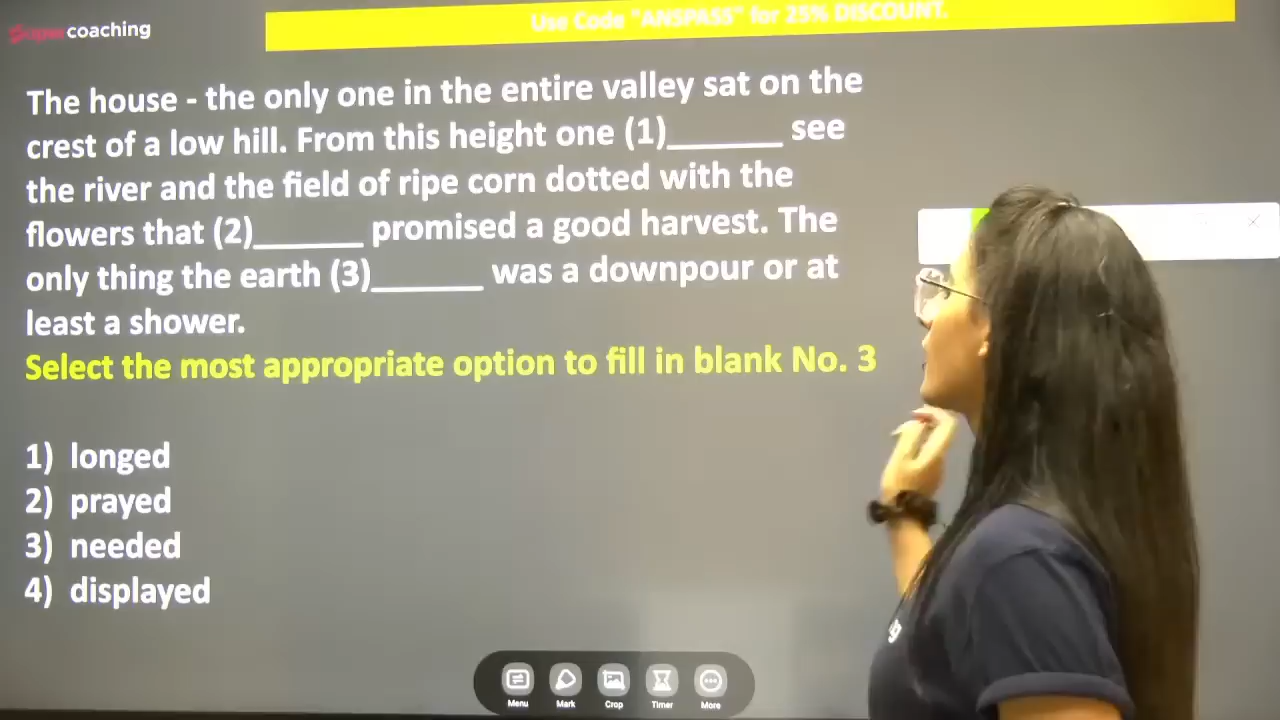 coaching
Use Code "ANSPASS" for 25% DISCOUNT.
The house - the only one in the entire valley sat on the
crest of a low hill. From this height one (1)_______ see
the river and the field of ripe corn dotted with the
flowers that (2)_______ promised a good harvest. The
only thing the earth (3)_______ was a downpour or at
least a shower.
Select the most appropriate option to fill in blank No. 3
1) longed
2) prayed
3) needed
4) displayed
Menu Mark Crop Timer More